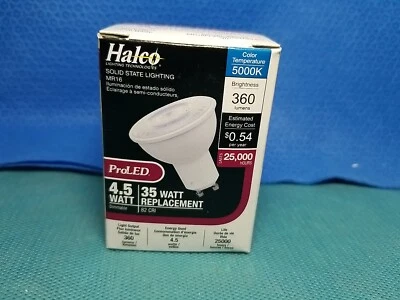 Halco
LIGHTING TECHNOLOGIES
SOLID STATE LIGHTING
MR16
Iluminación de estado sólido
Éclairage à semi-conducteurs.
Color
Temperature
5000K
Brightness
360
lumens
Estimated
Energy Cost
$0.54
per year
LASTS 25,000
HOURS
ProLED
4.5
WATT
Dimmable
35 WATT
REPLACEMENT
82 CRI
Light Output
360
Energy Used
4.5
Life
25000